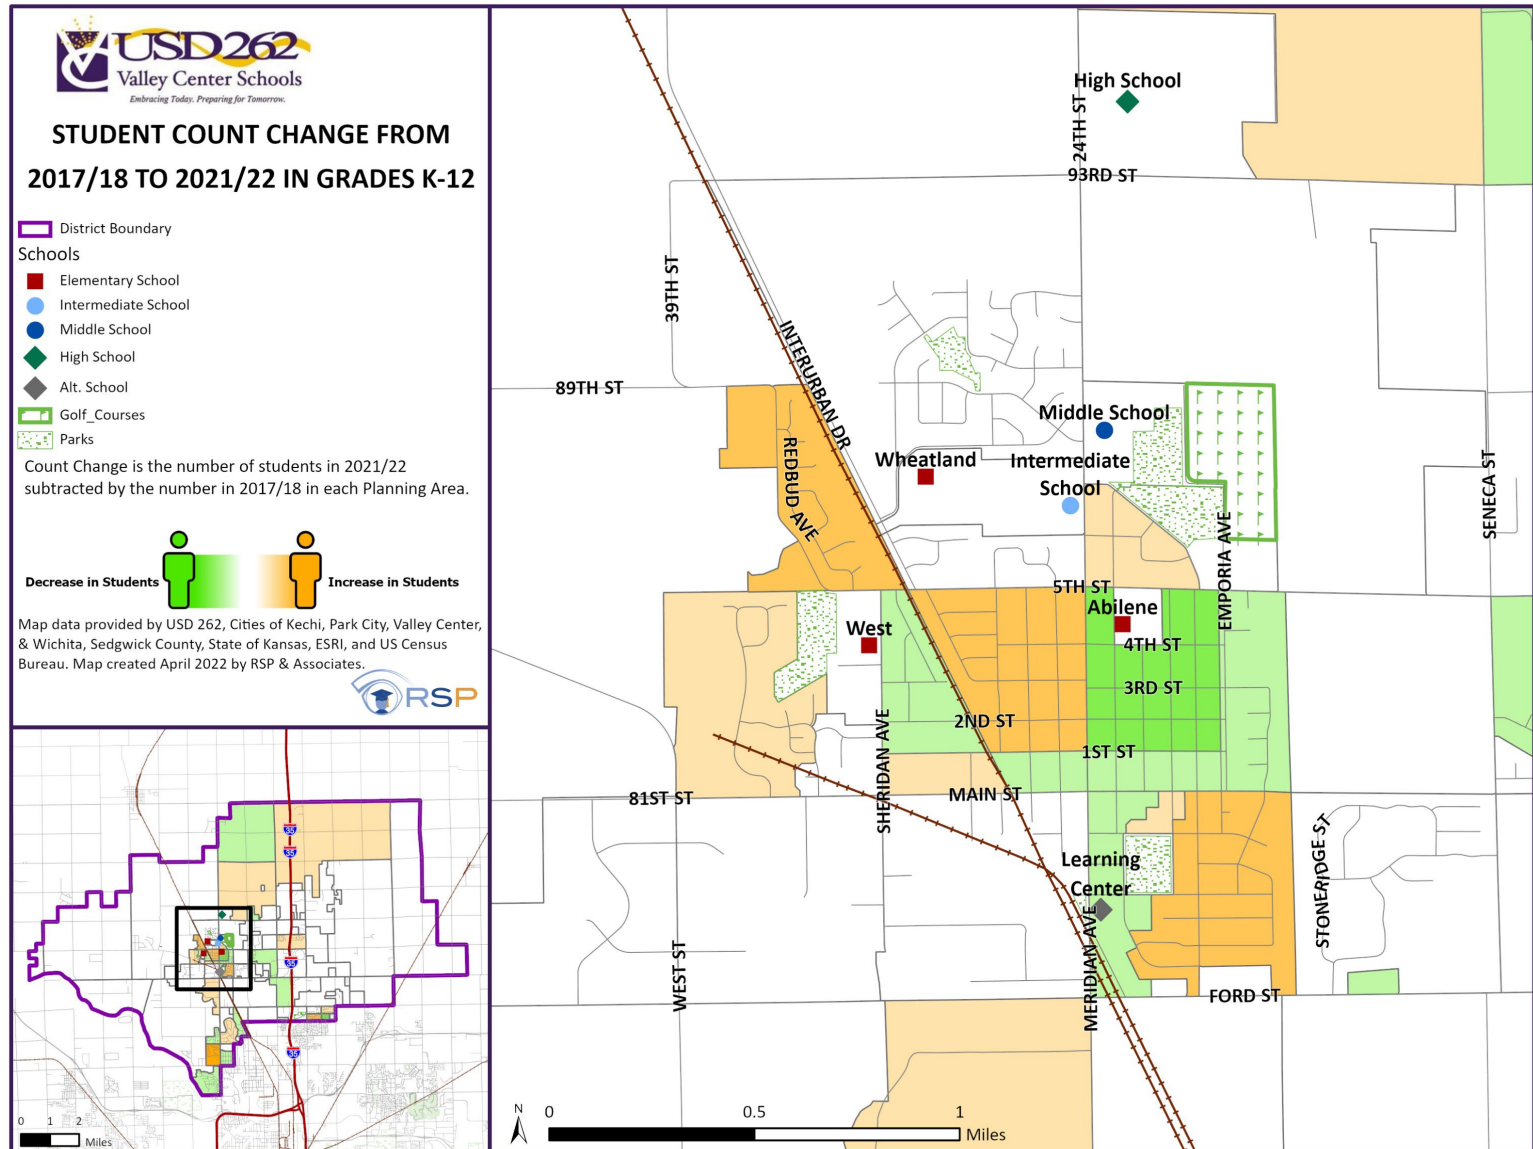 USD262
Valley Center Schools
Embracing Today. Preparing for Tomorrow.
STUDENT COUNT CHANGE FROM
2017/18 TO 2021/22 IN GRADES K-12
District Boundary
Schools
Elementary School
Intermediate School
Middle School
High School
Alt. School
Golf_Courses
Parks
Count Change is the number of students in 2021/22
subtracted by the number in 2017/18 in each Planning Area.
Decrease in Students
Increase in Students
Map data provided by USD 262, Cities of Kechi, Park City, Valley Center,
& Wichita, Sedgwick County, State of Kansas, ESRI, and US Census
Bureau. Map created April 2022 by RSP & Associates.
RSP
35
35
35
35
0 1 2
Miles
High School
24TH ST
93RD ST
39TH ST
INTERURBAN DR
89TH ST
REDBUD AVE
Middle School
Wheatland
Intermediate
School
SENECA ST
EMPORIA AVE
5TH ST
Abilene
West
4TH ST
3RD ST
2ND ST
SHERIDAN AVE
1ST ST
81ST ST
MAIN ST
Learning
Center
STONERIDGE ST
MERIDIAN AVE
WEST ST
FORD ST
N
0 0.5 1
Miles